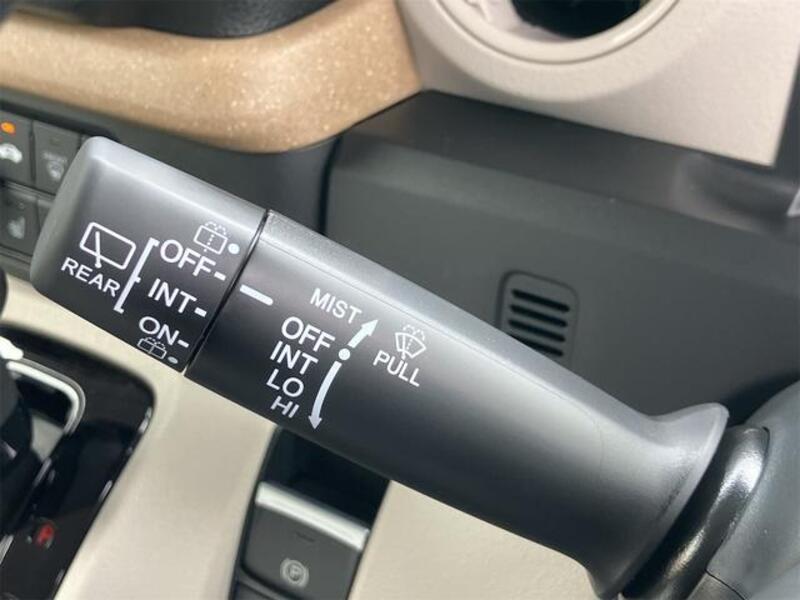 REAR
OFF
INT
ON
MIST
OFF
INT
LO
HI
PULL
P